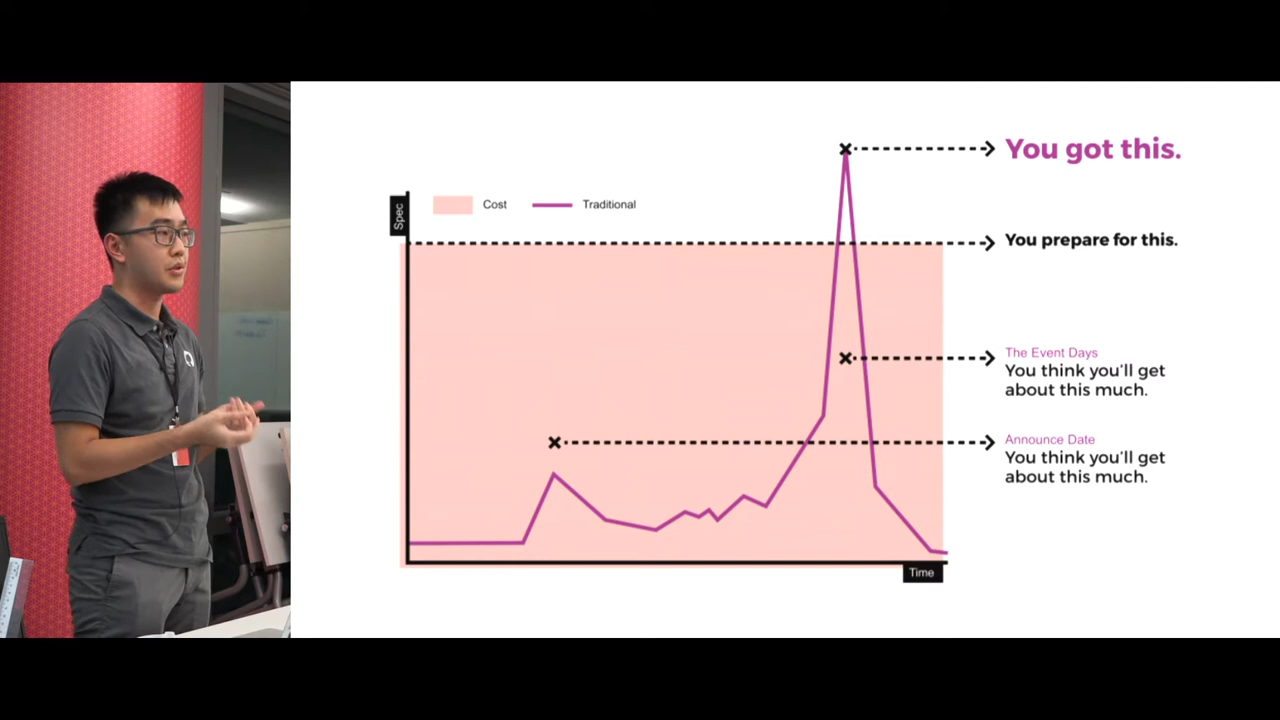 You got this.
Spec
Cost
Traditional
You prepare for this.
The Event Days
You think you'll get
about this much.
Announce Date
You think you'll get
about this much.
Time